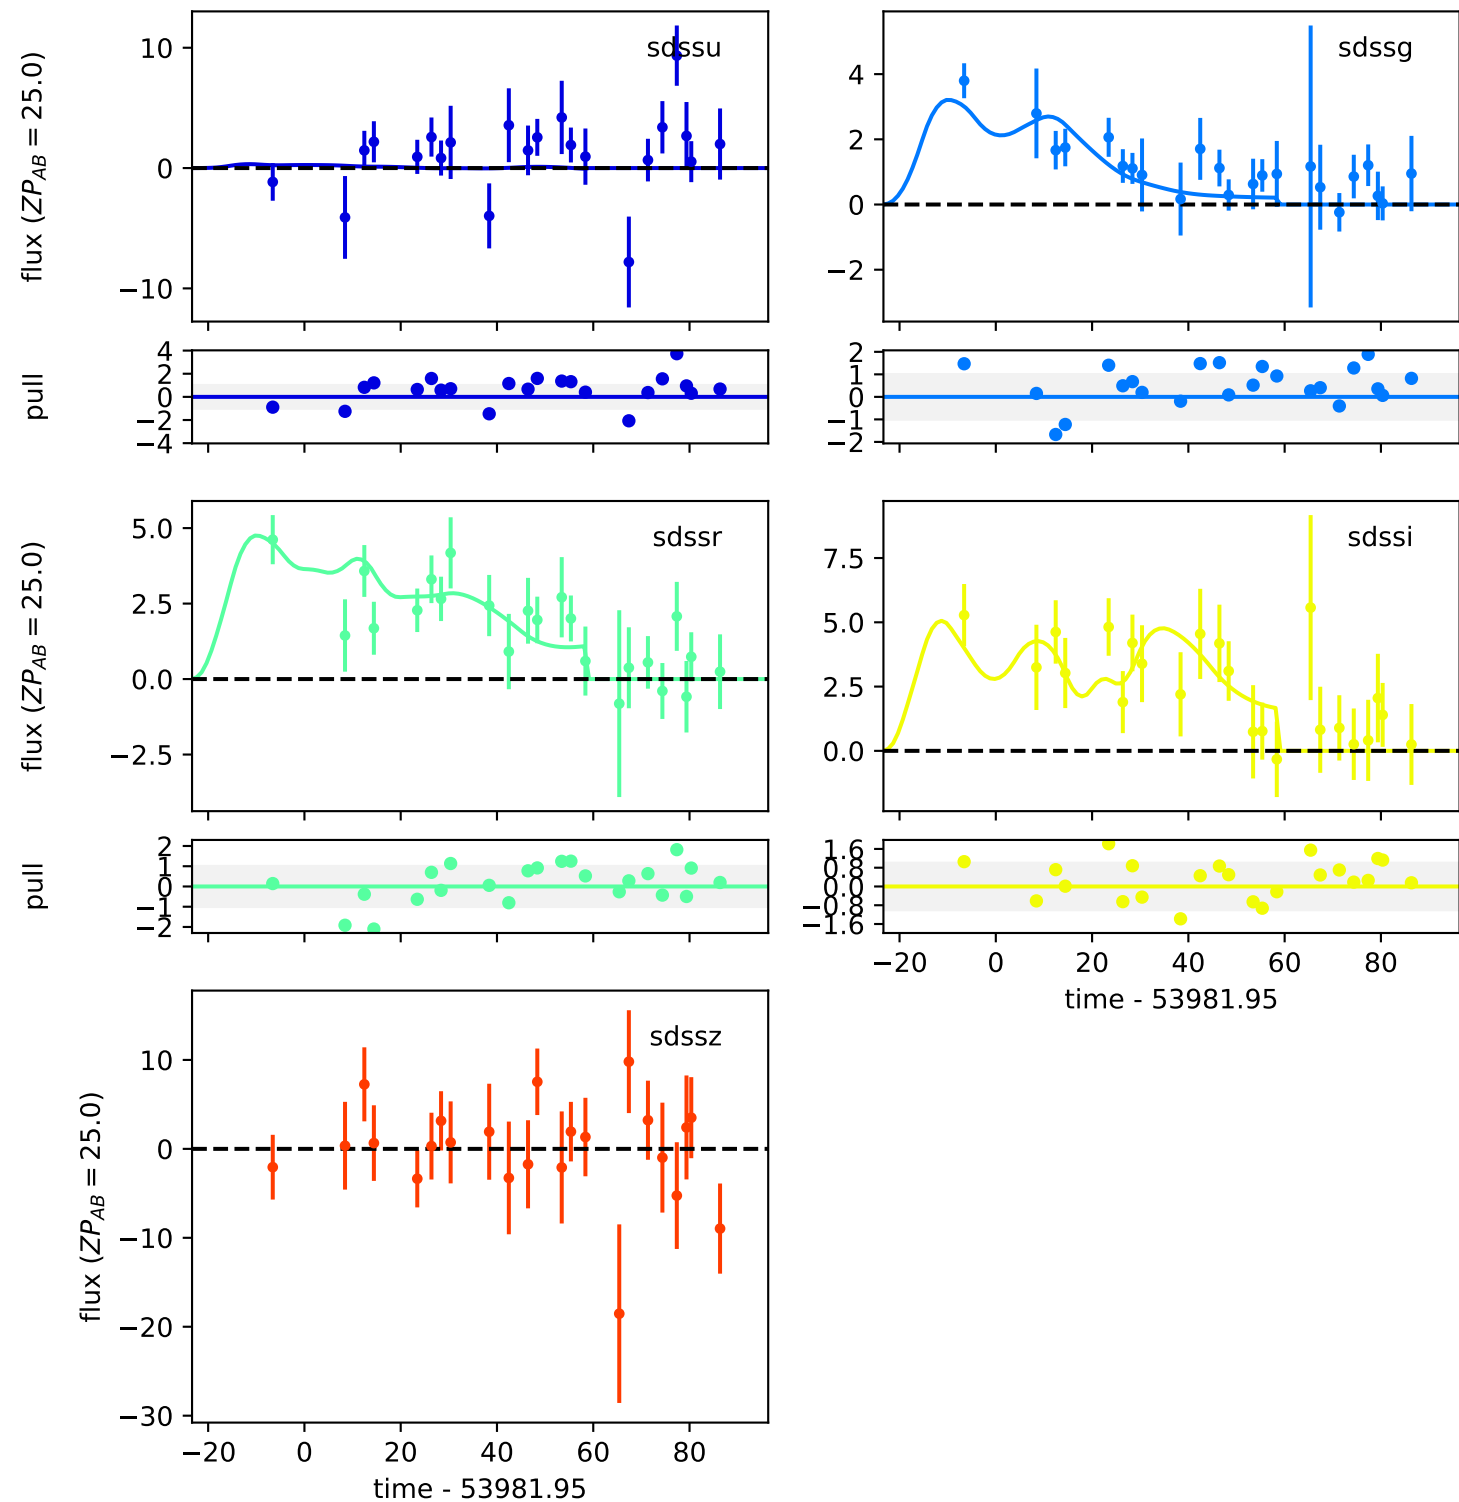 sdssu
sdssg
flux (ZP_AB = 25.0)
10
0
−10
4
2
0
−2
pull
4
2
0
−2
−4
2
1
0
−1
−2
sdssr
sdssi
flux (ZP_AB = 25.0)
5.0
2.5
0.0
−2.5
7.5
5.0
2.5
0.0
pull
2
1
0
−1
−2
1.6
0.8
0.0
−0.8
−1.6
−20 0 20 40 60 80
time - 53981.95
sdssz
flux (ZP_AB = 25.0)
10
0
−10
−20
−30
−20 0 20 40 60 80
time - 53981.95